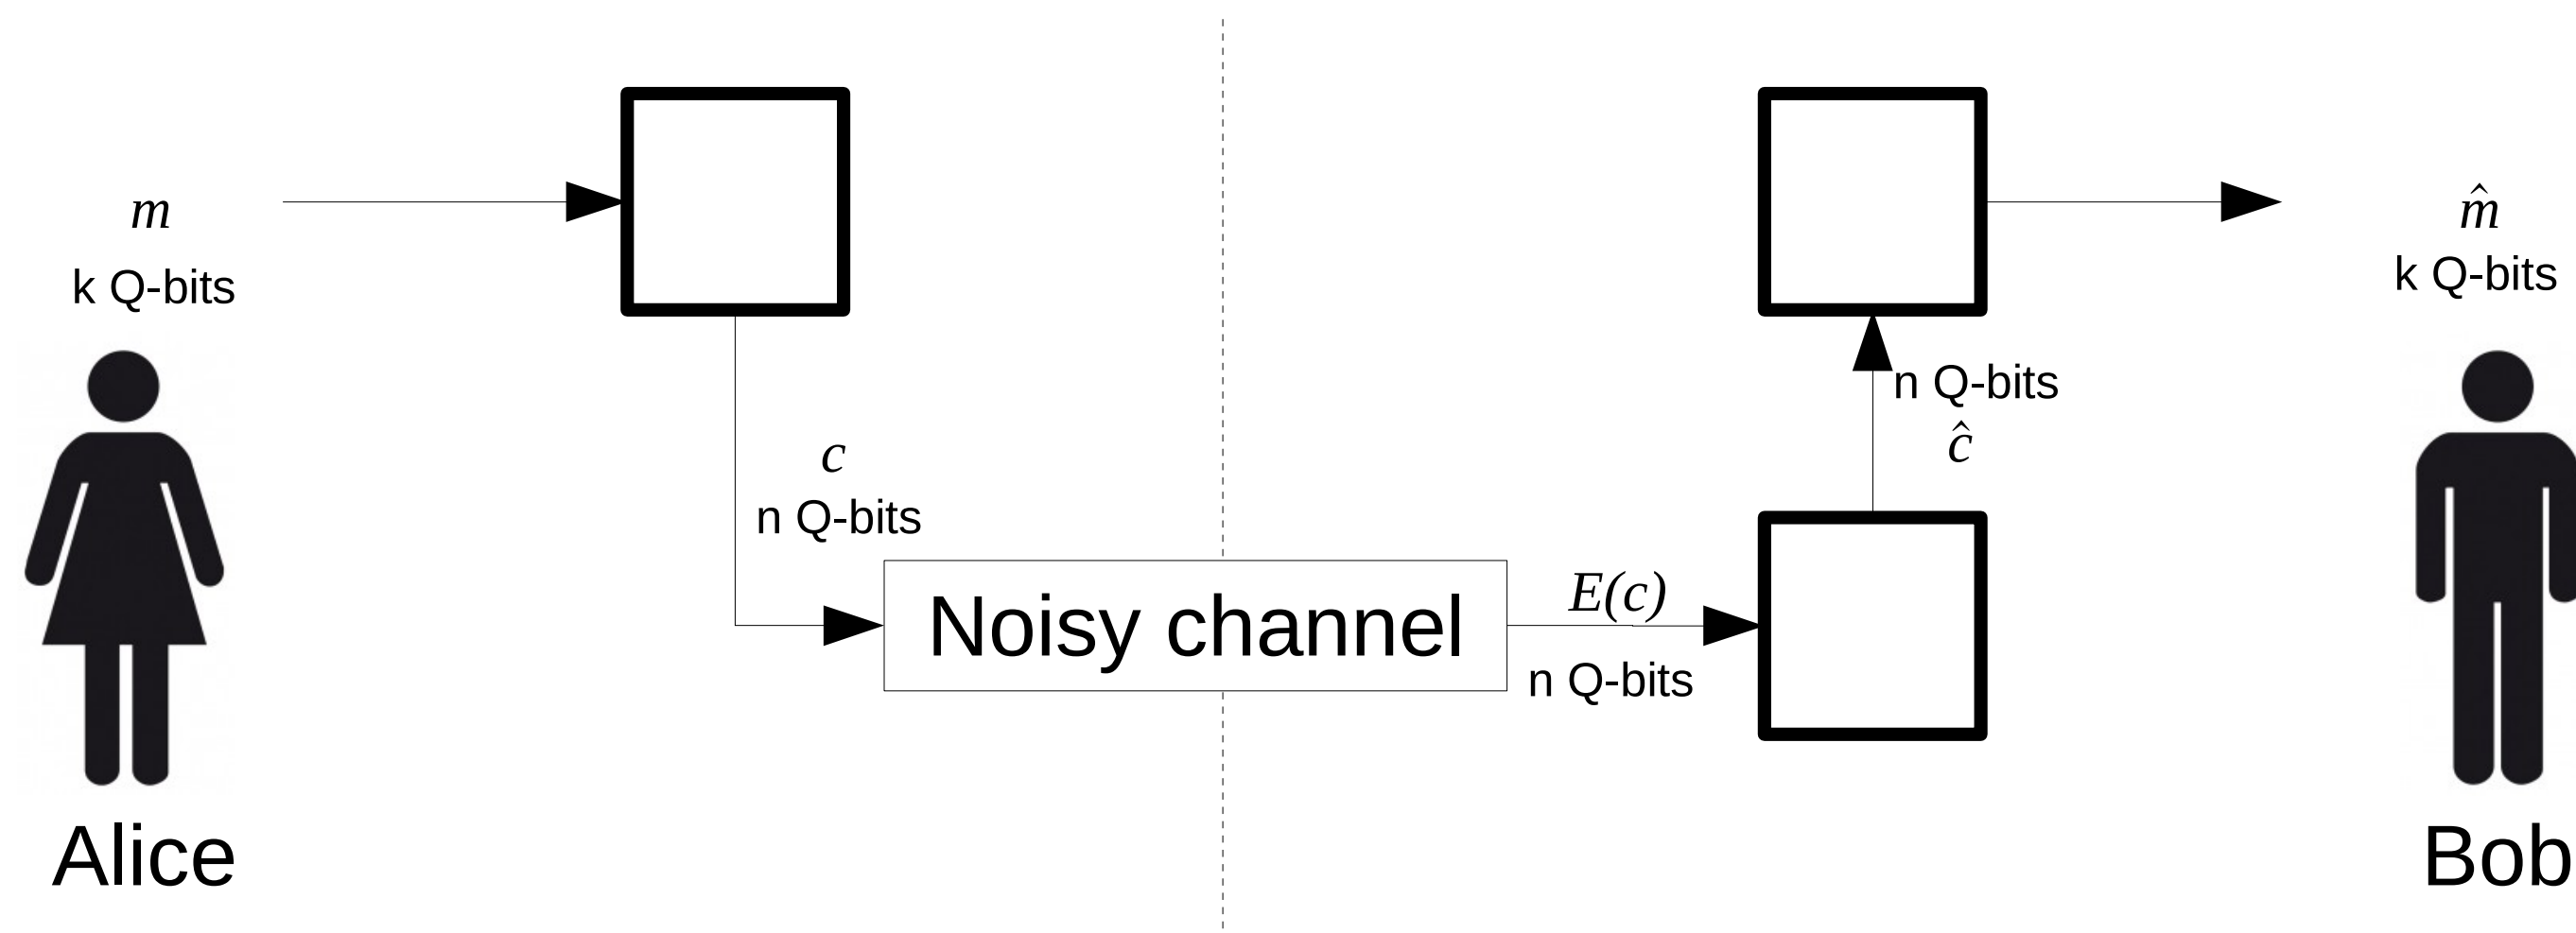 m
k Q-bits
Alice
c
n Q-bits
Noisy channel
E(c)
n Q-bits
n Q-bits
ĉ
m̂
k Q-bits
Bob